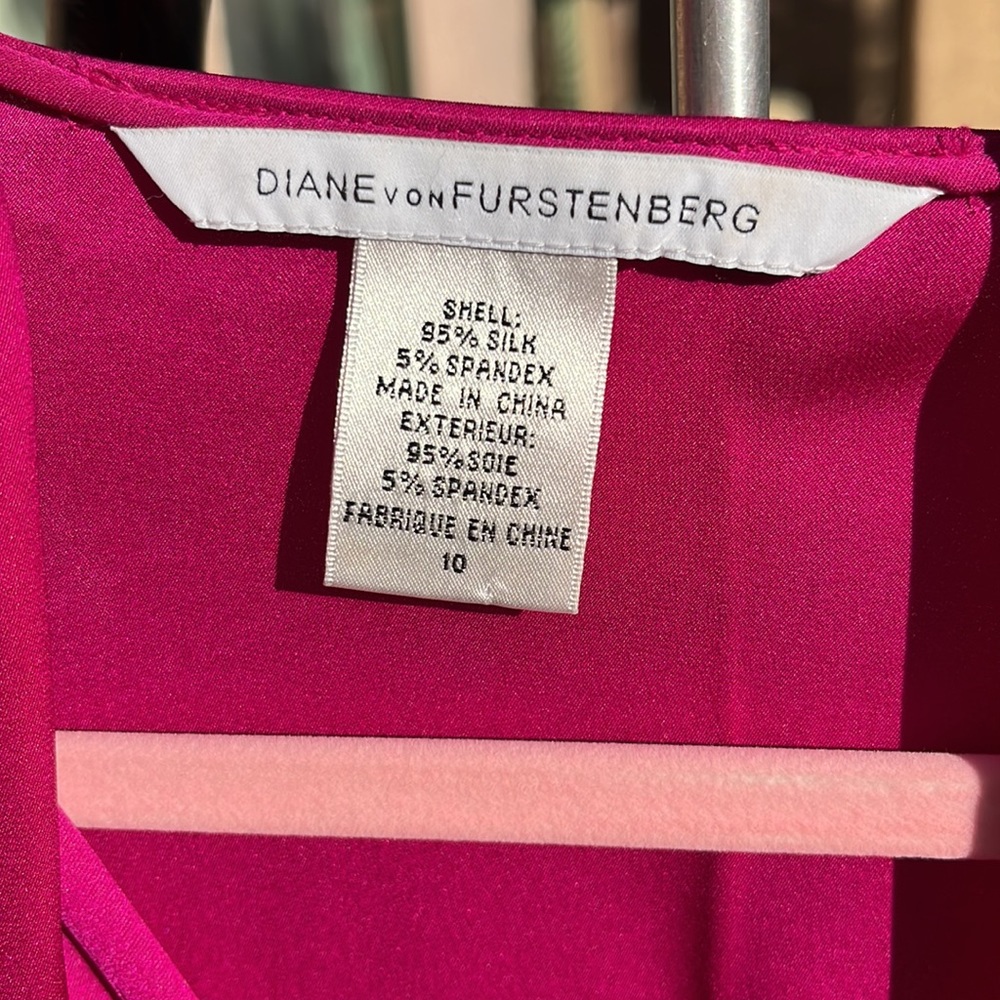 DIANE VON FURSTENBERG
SHELL:
95% SILK
5% SPANDEX
MADE IN CHINA
EXTERIEUR:
95% SOIE
5% SPANDEX
FABRIQUE EN CHINE
10